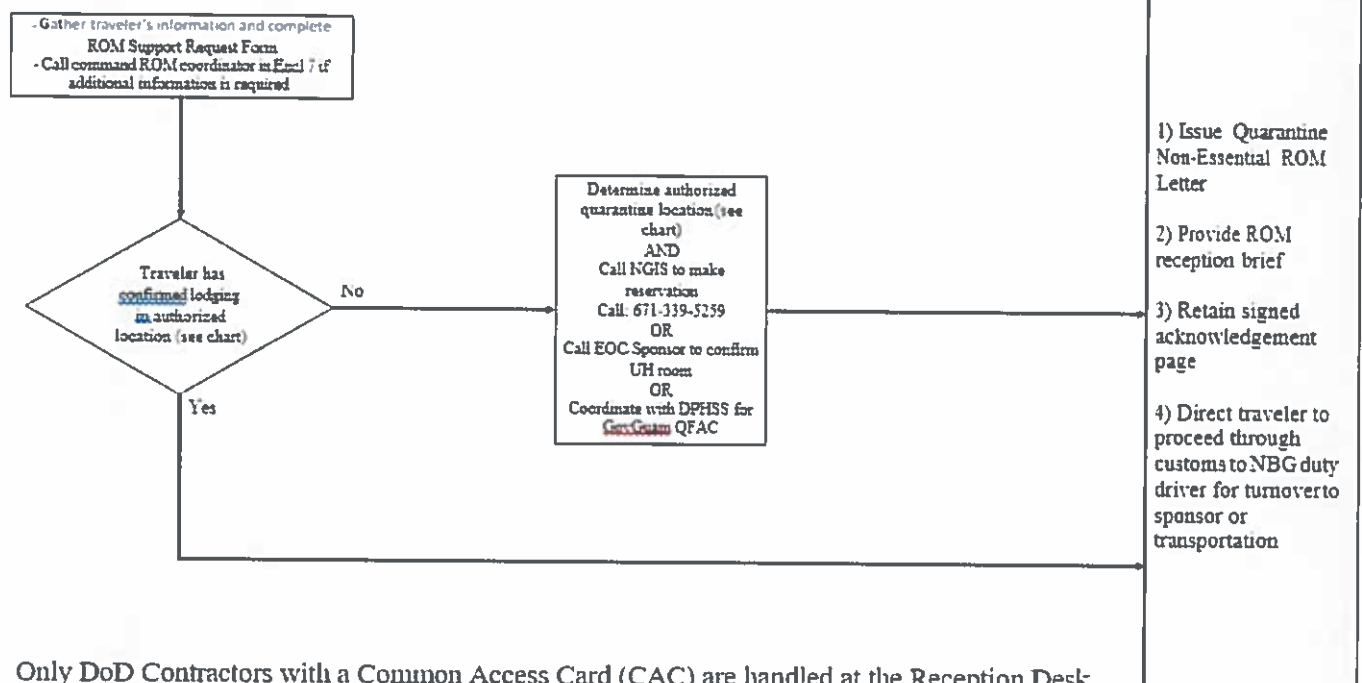 - Gather traveler's information and complete
ROM Support Request Form
- Call command ROM coordinator in Encl 7 if
additional information is required
Traveler has
confirmed lodging
in authorized
location (see chart)
No
Yes
Determine authorized
quarantine location (see
chart)
AND
Call NGIS to make
reservation
Call: 671-339-5259
OR
Call EOC Sponsor to confirm
UH room
OR
Coordinate with DPHSS for
GovGuam QFAC
1) Issue Quarantine
Non-Essential ROM
Letter
2) Provide ROM
reception brief
3) Retain signed
acknowledgement
page
4) Direct traveler to
proceed through
customs to NBG duty
driver for turnover to
sponsor or
transportation
Only DoD Contractors with a Common Access Card (CAC) are handled at the Reception Desk